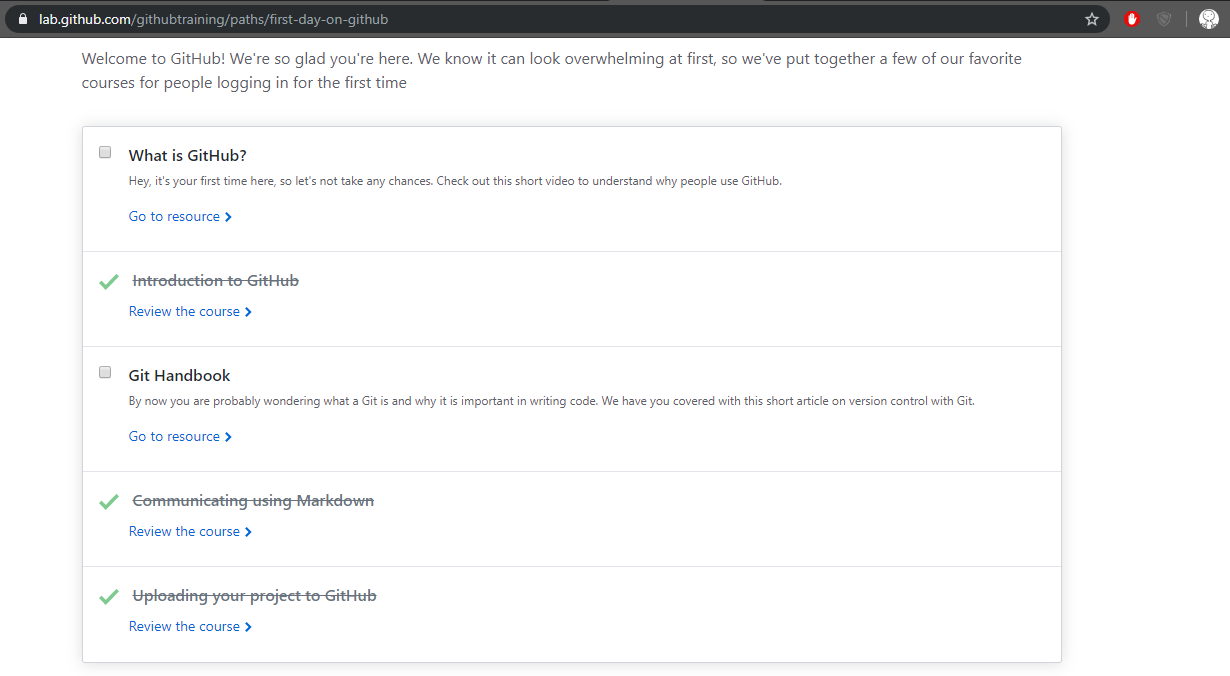 lab.github.com/githubtraining/paths/first-day-on-github
Welcome to GitHub! We're so glad you're here. We know it can look overwhelming at first, so we've put together a few of our favorite
courses for people logging in for the first time
What is GitHub?
Hey, it's your first time here, so let's not take any chances. Check out this short video to understand why people use GitHub.
Go to resource
Introduction to GitHub
Review the course
Git Handbook
By now you are probably wondering what a Git is and why it is important in writing code. We have you covered with this short article on version control with Git.
Go to resource
Communicating using Markdown
Review the course
Uploading your project to GitHub
Review the course